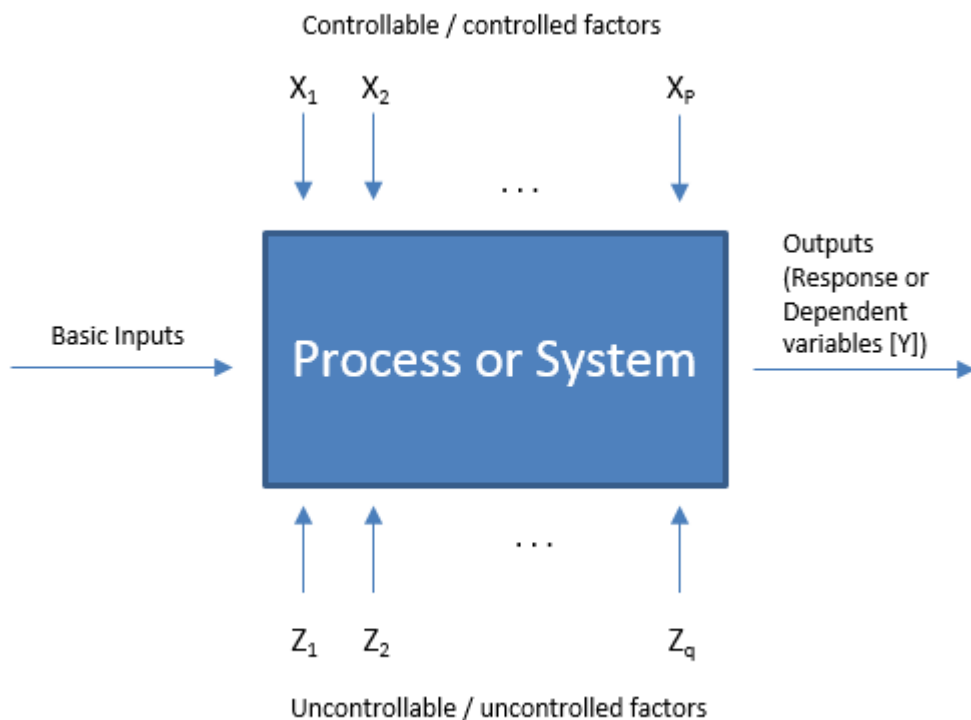 Controllable / controlled factors
X₁ X₂ Xₚ
. . .
Outputs
(Response or
Dependent
variables [Y])
Basic Inputs
Process or System
. . .
Z₁ Z₂ Z_q
Uncontrollable / uncontrolled factors